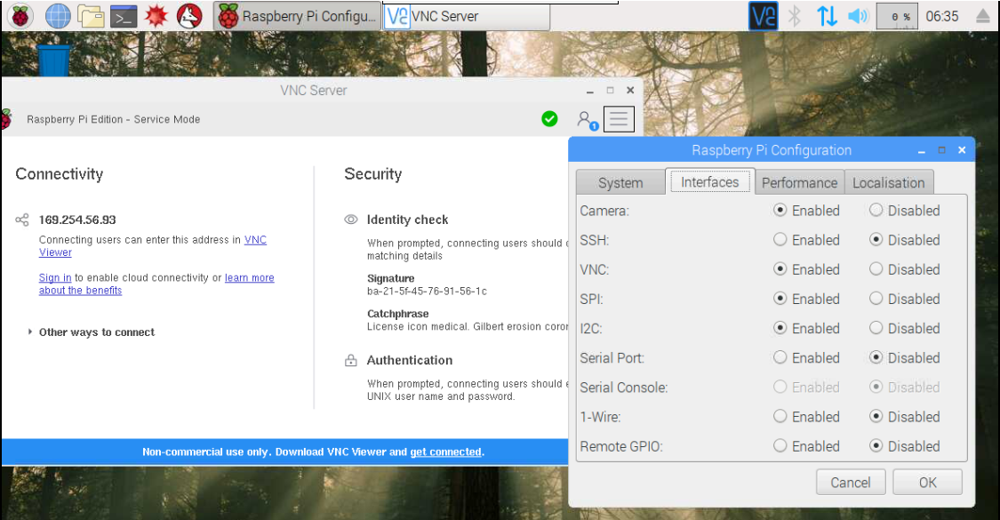 Raspberry Pi Configu...
VNC Server
0 %
06:35
VNC Server
Raspberry Pi Edition - Service Mode
1
Connectivity
169.254.56.93
Connecting users can enter this address in VNC
Viewer
Sign in to enable cloud connectivity or learn more
about the benefits
Other ways to connect
Security
Identity check
When prompted, connecting users should
matching details
Signature
ba-21-5f-45-76-91-56-1c
Catchphrase
License icon medical. Gilbert erosion coror
Authentication
When prompted, connecting users should
UNIX user name and password.
Non-commercial use only. Download VNC Viewer and get connected.
Raspberry Pi Configuration
System Interfaces Performance Localisation
Camera: Enabled Disabled
SSH: Enabled Disabled
VNC: Enabled Disabled
SPI: Enabled Disabled
I2C: Enabled Disabled
Serial Port: Enabled Disabled
Serial Console: Enabled Disabled
1-Wire: Enabled Disabled
Remote GPIO: Enabled Disabled
Cancel OK